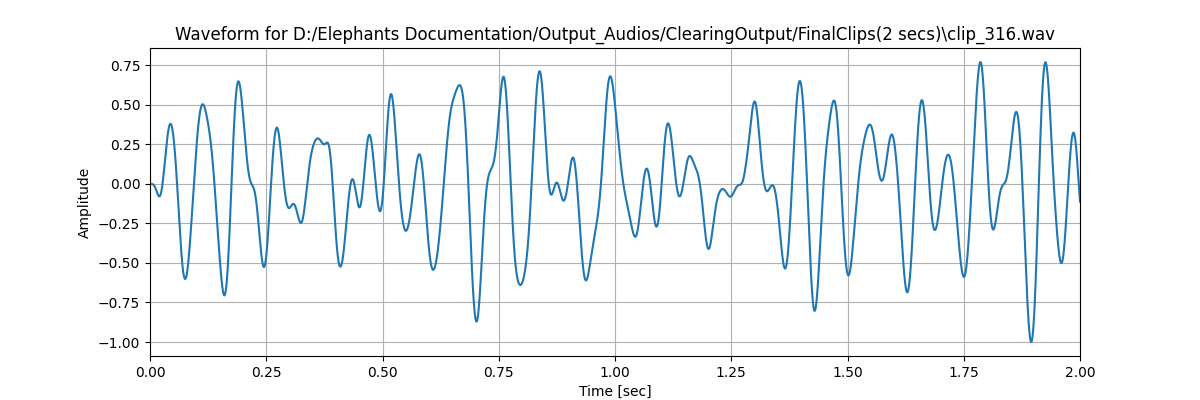 Waveform for D:/Elephants Documentation/Output_Audios/ClearingOutput/FinalClips(2 secs)\clip_316.wav
0.75
0.50
0.25
0.00
−0.25
−0.50
−0.75
−1.00
Amplitude
0.00 0.25 0.50 0.75 1.00 1.25 1.50 1.75 2.00
Time [sec]